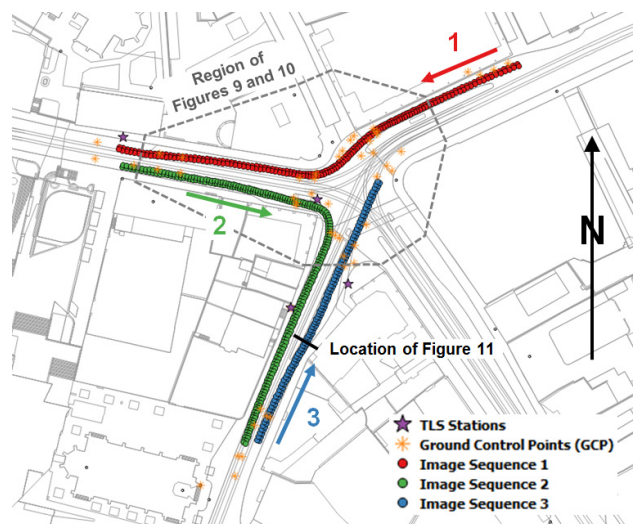 1
Region of
Figures 9 and 10
2
N
Location of Figure 11
3
TLS Stations
Ground Control Points (GCP)
Image Sequence 1
Image Sequence 2
Image Sequence 3